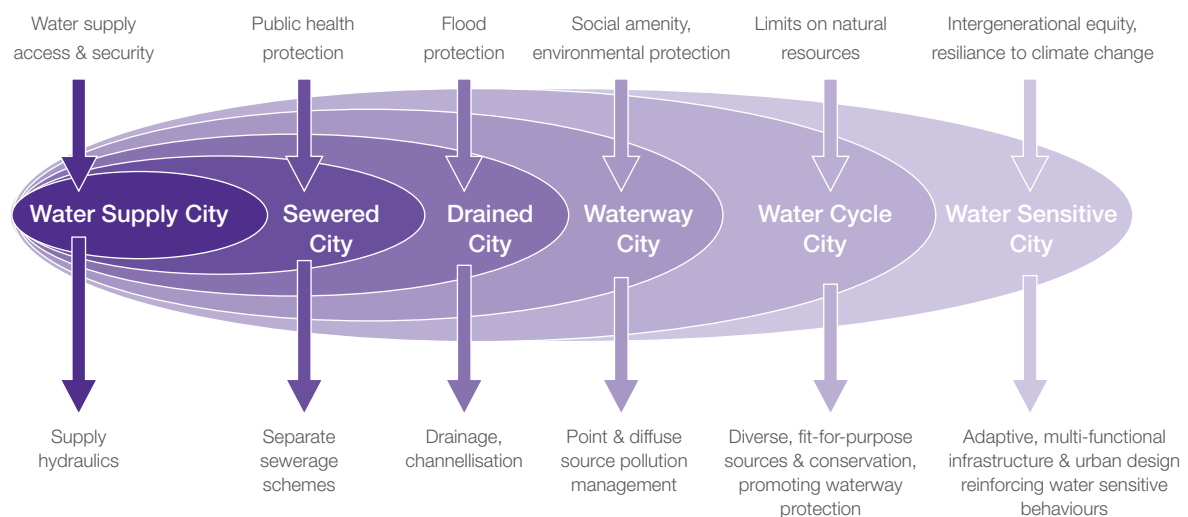 Water supply
access & security
Public health
protection
Flood
protection
Social amenity,
environmental protection
Limits on natural
resources
Intergenerational equity,
resiliance to climate change
Water Supply City
Sewered
City
Drained
City
Waterway
City
Water Cycle
City
Water Sensitive
City
Supply
hydraulics
Separate
sewerage
schemes
Drainage,
channellisation
Point & diffuse
source pollution
management
Diverse, fit-for-purpose
sources & conservation,
promoting waterway
protection
Adaptive, multi-functional
infrastructure & urban design
reinforcing water sensitive
behaviours